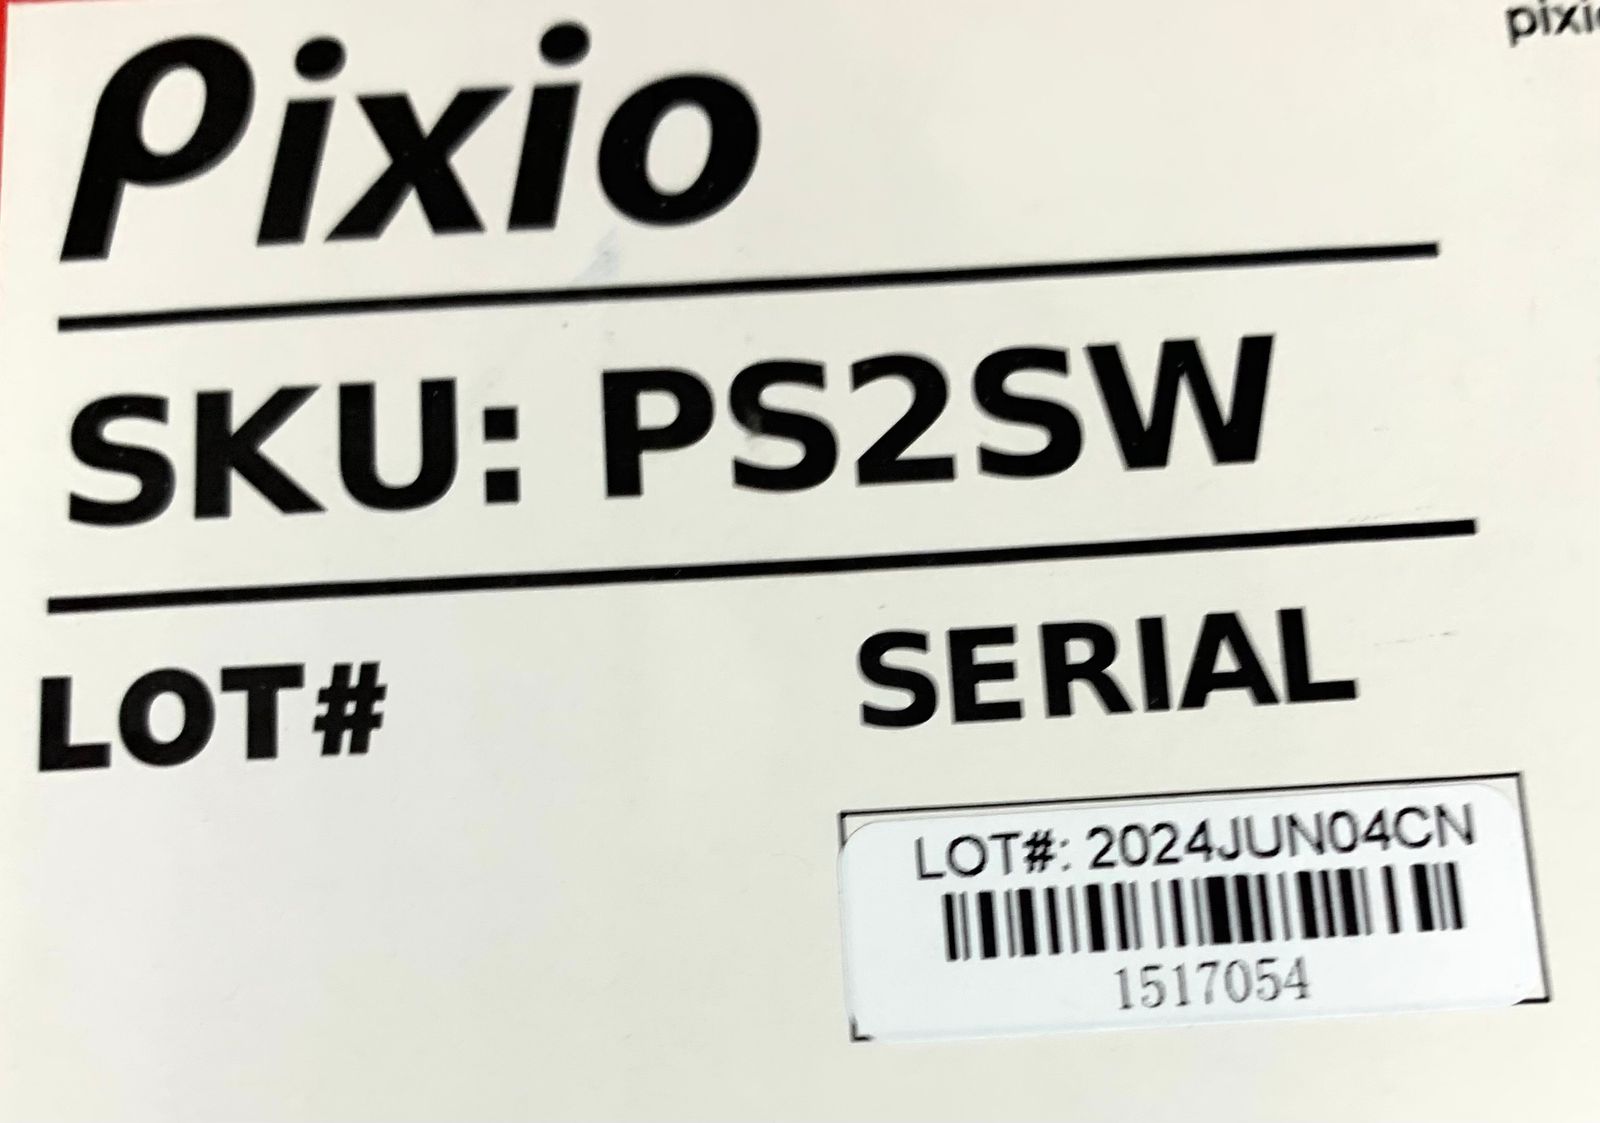 Pixio
SKU: PS2SW
LOT#
SERIAL
LOT#: 2024JUN04CN
1517054